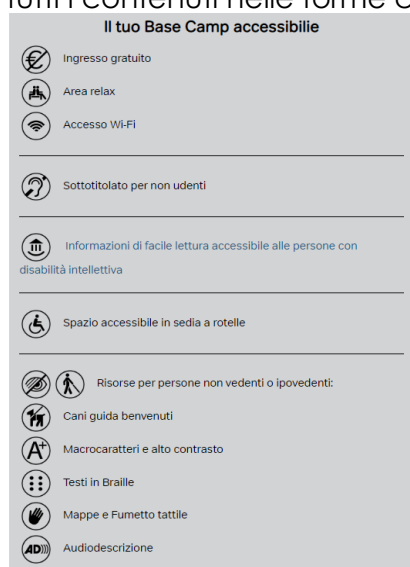 Tutti i contenuti nelle forme
Il tuo Base Camp accessibilie
Ingresso gratuito
Area relax
Accesso Wi-Fi
Sottotitolato per non udenti
Informazioni di facile lettura accessibile alle persone con
disabilità intellettiva
Spazio accessibile in sedia a rotelle
Risorse per persone non vedenti o ipovedenti:
Cani guida benvenuti
A+ Macrocaratteri e alto contrasto
Testi in Braille
Mappe e Fumetto tattile
AD))) Audiodescrizione